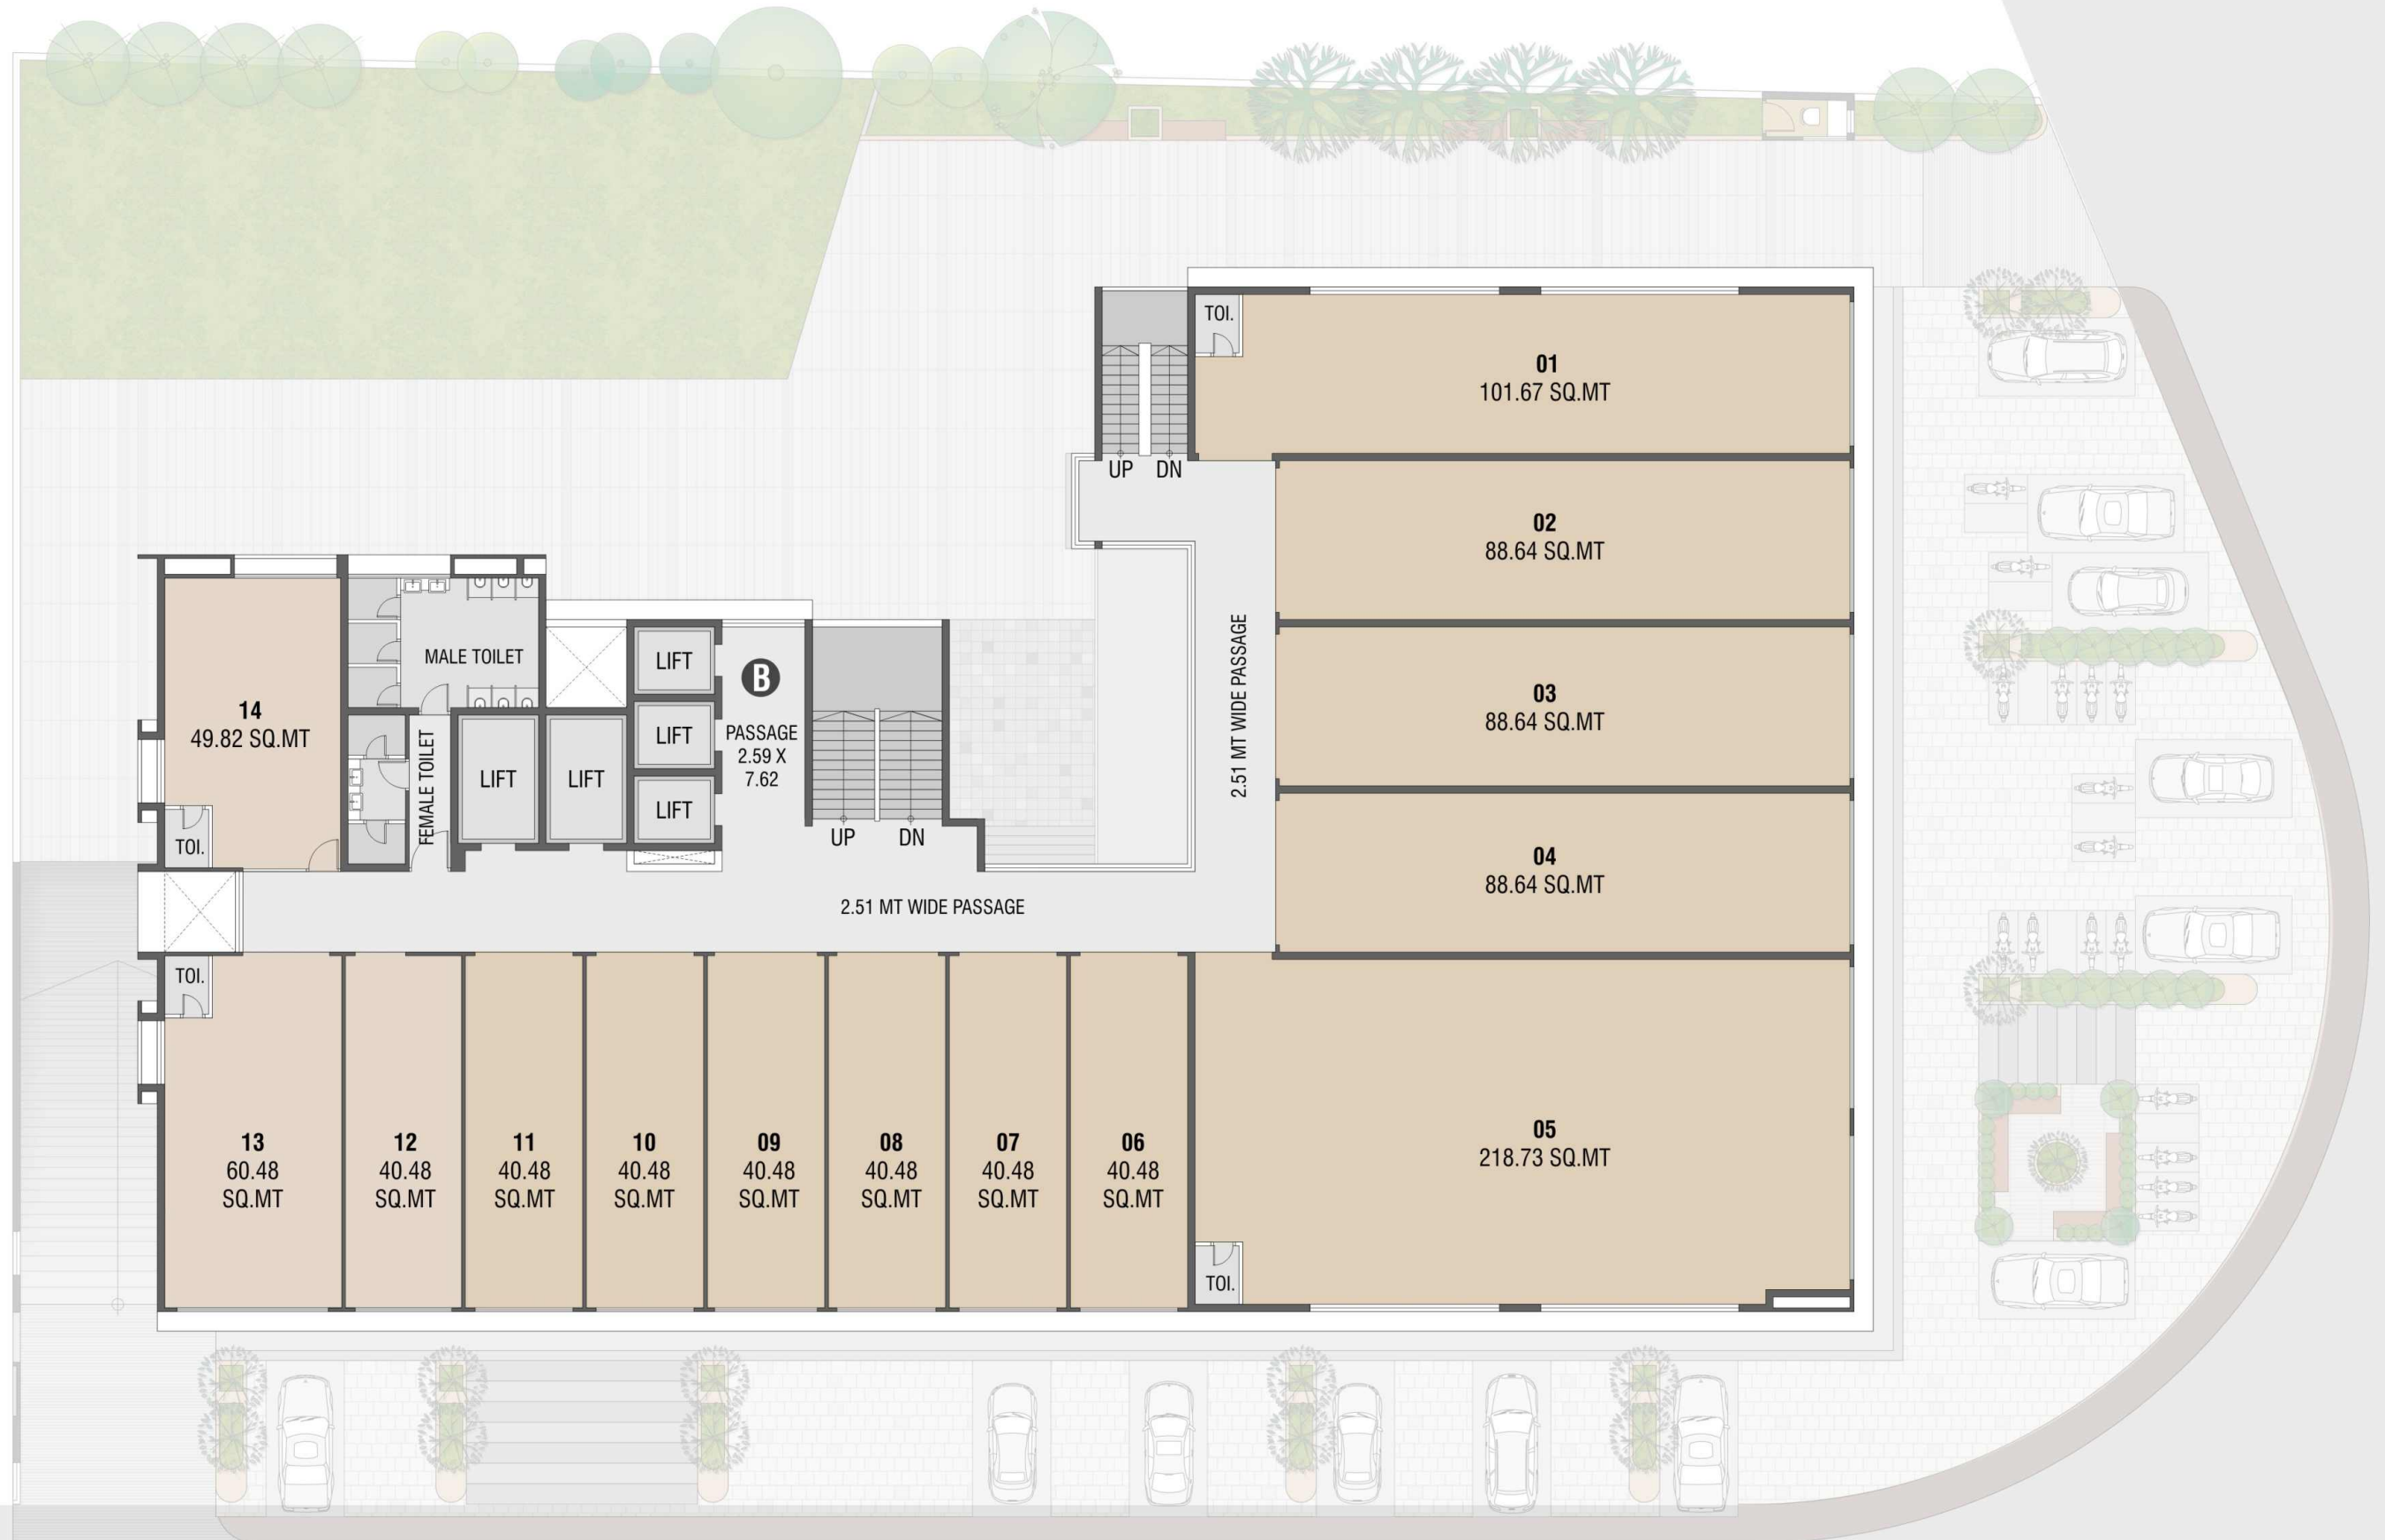 TOI.
01
101.67 SQ.MT
UP DN
02
88.64 SQ.MT
2.51 MT WIDE PASSAGE
03
88.64 SQ.MT
04
88.64 SQ.MT
MALE TOILET
LIFT
B
14
49.82 SQ.MT
LIFT
PASSAGE
2.59 X
7.62
FEMALE TOILET
LIFT
LIFT
LIFT
UP DN
TOI.
2.51 MT WIDE PASSAGE
TOI.
13
60.48
SQ.MT
12
40.48
SQ.MT
11
40.48
SQ.MT
10
40.48
SQ.MT
09
40.48
SQ.MT
08
40.48
SQ.MT
07
40.48
SQ.MT
06
40.48
SQ.MT
05
218.73 SQ.MT
TOI.